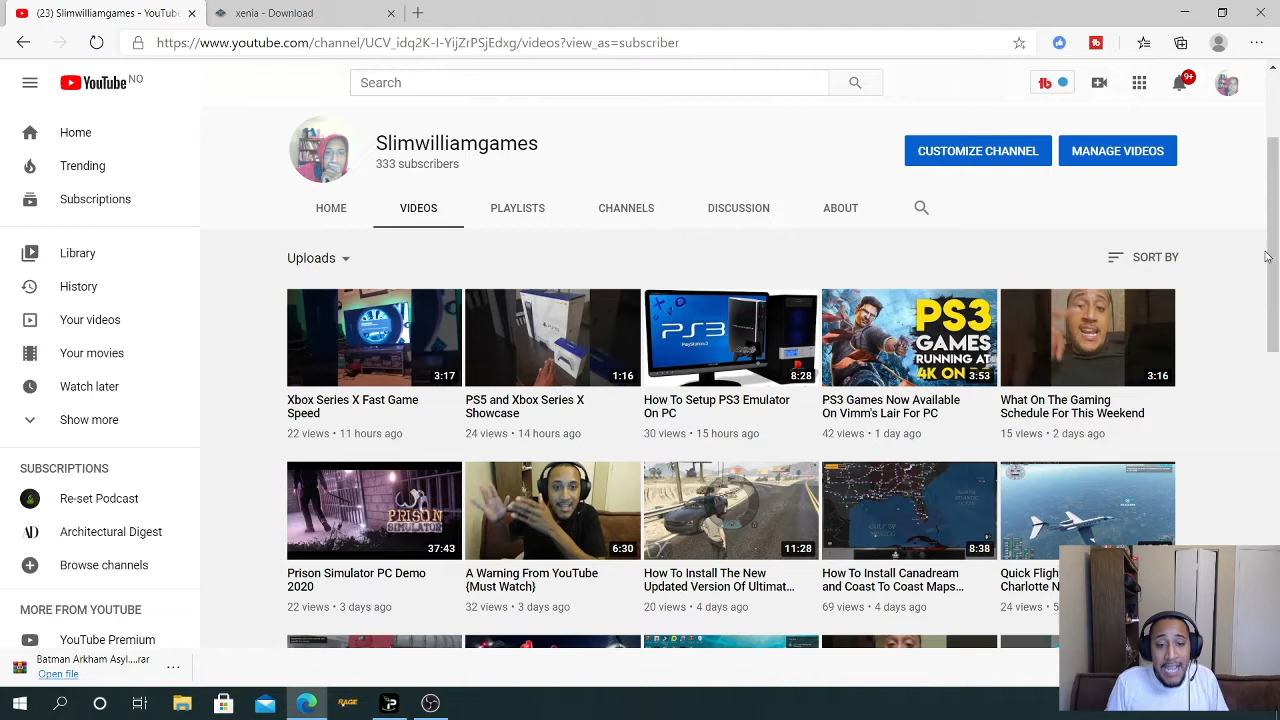 (23) Slimwilliamgames - YouTub
xenia - Download
https://www.youtube.com/channel/UCV_idq2K-I-YijZrPSjEdxg/videos?view_as=subscriber
YouTube NO
Search
9+
Home
Trending
Subscriptions
Library
History
Your videos
Your movies
Watch later
Show more
SUBSCRIPTIONS
Re-set Podcast
Architectural Digest
Browse channels
MORE FROM YOUTUBE
YouTube Premium
Slimwilliamgames
333 subscribers
CUSTOMIZE CHANNEL
MANAGE VIDEOS
HOME
VIDEOS
PLAYLISTS
CHANNELS
DISCUSSION
ABOUT
Uploads
SORT BY
3:17
1:16
PS3
PlayStation.3
8:28
PS3
GAMES
RUNNING AT
4K ON
3:53
3:16
Xbox Series X Fast Game
Speed
22 views • 11 hours ago
PS5 and Xbox Series X
Showcase
24 views • 14 hours ago
How To Setup PS3 Emulator
On PC
30 views • 15 hours ago
PS3 Games Now Available
On Vimm's Lair For PC
42 views • 1 day ago
What On The Gaming
Schedule For This Weekend
15 views • 2 days ago
PRISON
SIMULATOR
37:43
6:30
11:28
8:38
Prison Simulator PC Demo
2020
22 views • 3 days ago
A Warning From YouTube
{Must Watch}
32 views • 3 days ago
How To Install The New
Updated Version Of Ultimat...
20 views • 4 days ago
How To Install Canadream
and Coast To Coast Maps...
69 views • 4 days ago
Quick Fligh
Charlotte N
24 views • 5
Batman Arkham Asyl....rar
Open file
RAGE